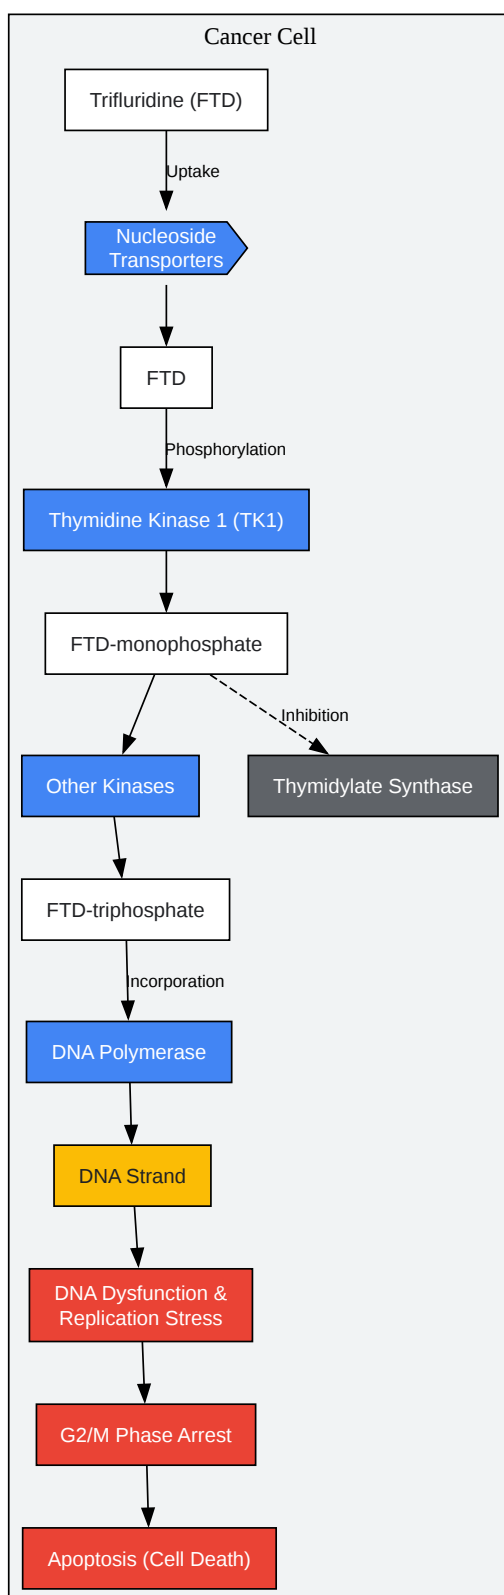 Cancer Cell
Trifluridine (FTD)
Uptake
Nucleoside
Transporters
FTD
Phosphorylation
Thymidine Kinase 1 (TK1)
FTD-monophosphate
Inhibition
Other Kinases
Thymidylate Synthase
FTD-triphosphate
Incorporation
DNA Polymerase
DNA Strand
DNA Dysfunction &
Replication Stress
G2/M Phase Arrest
Apoptosis (Cell Death)